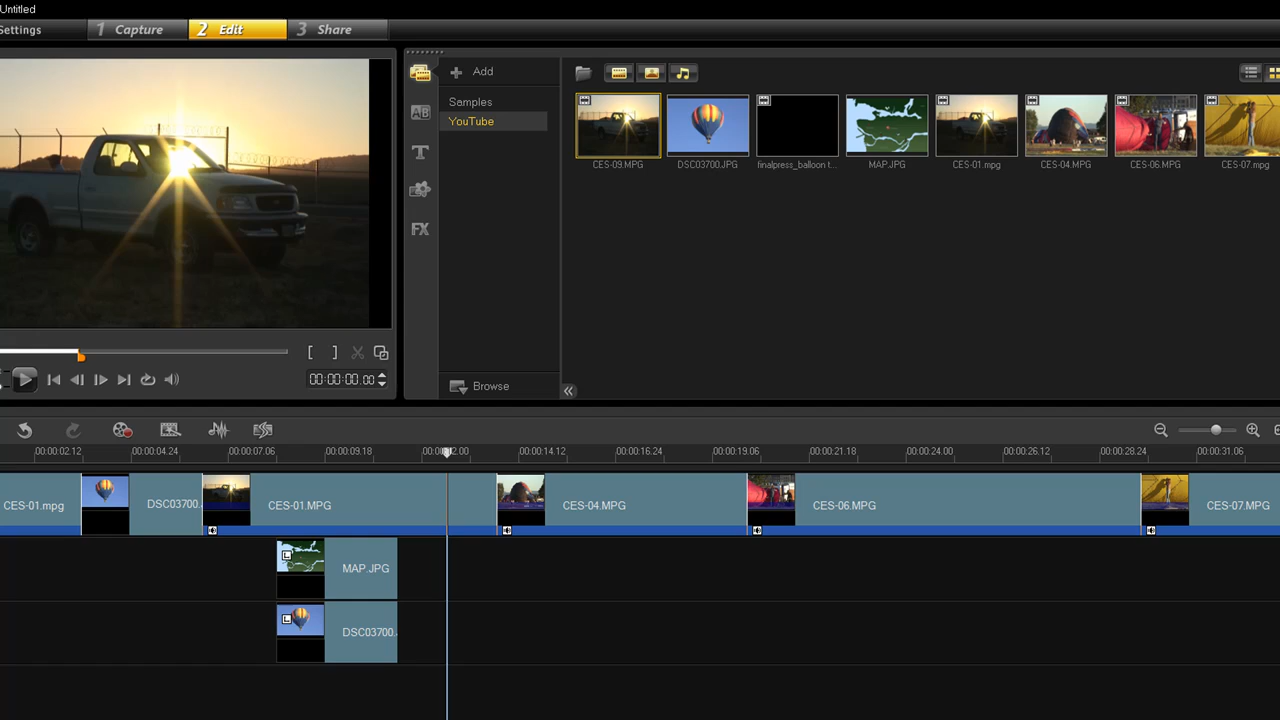 Untitled
Settings
1 Capture
2 Edit
3 Share
Add
AB
T
FX
Samples
YouTube
Browse
CES-09.MPG
DSC03700.JPG
finalpress_balloon t...
MAP.JPG
CES-01.mpg
CES-04.MPG
CES-06.MPG
CES-07.mpg
00:00:00.00
00:00:02.12
00:00:04.24
00:00:07.06
00:00:09.18
00:00:14.12
00:00:16.24
00:00:19.06
00:00:21.18
00:00:24.00
00:00:26.12
00:00:28.24
00:00:31.06
CES-01.mpg
DSC03700.
CES-01.MPG
CES-04.MPG
CES-06.MPG
CES-07.MPG
MAP.JPG
DSC03700.